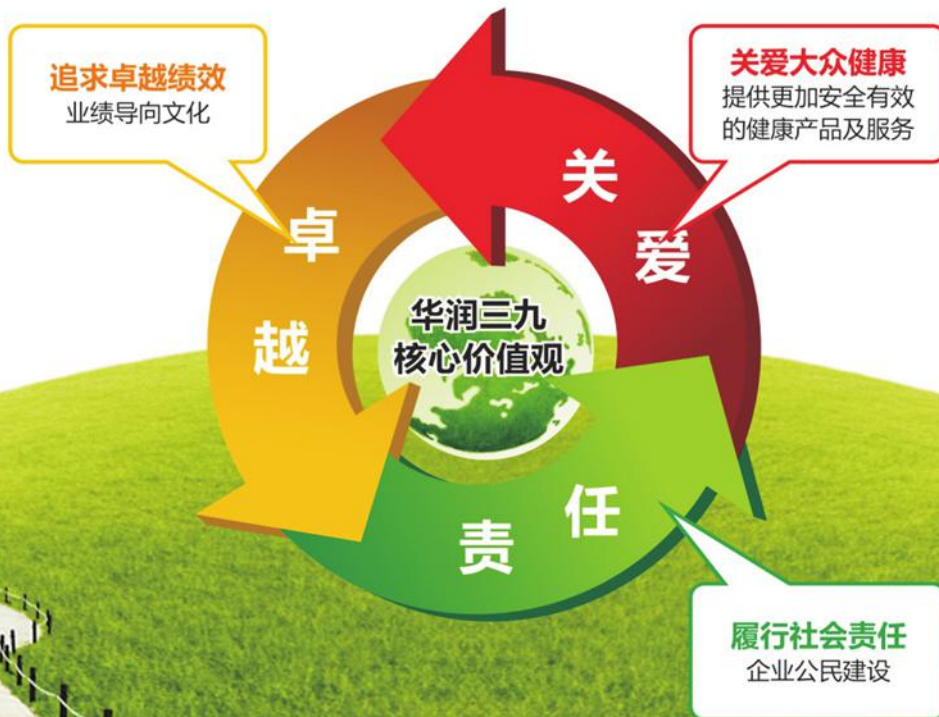 追求卓越绩效
业绩导向文化
关爱大众健康
提供更加安全有效
的健康产品及服务
关爱
卓越
华润三九
核心价值观
责任
履行社会责任
企业公民建设